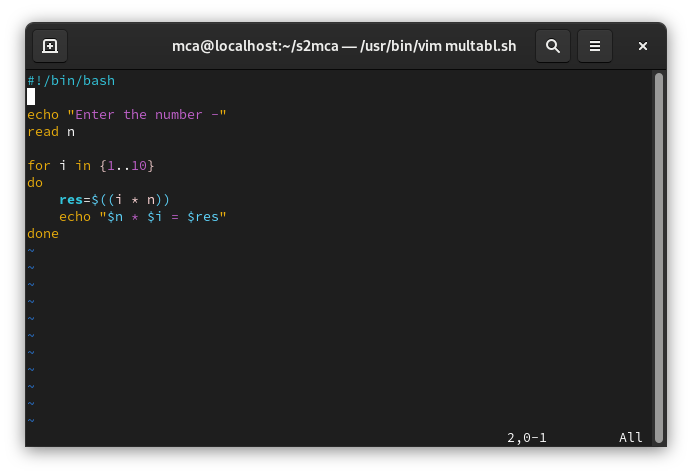 mca@localhost:~/s2mca — /usr/bin/vim multabl.sh
#!/bin/bash

echo "Enter the number -"
read n

for i in {1..10}
do
    res=$((i * n))
    echo "$n * $i = $res"
done
~
~
~
~
~
~
~
~
~
~
~
2,0-1 All